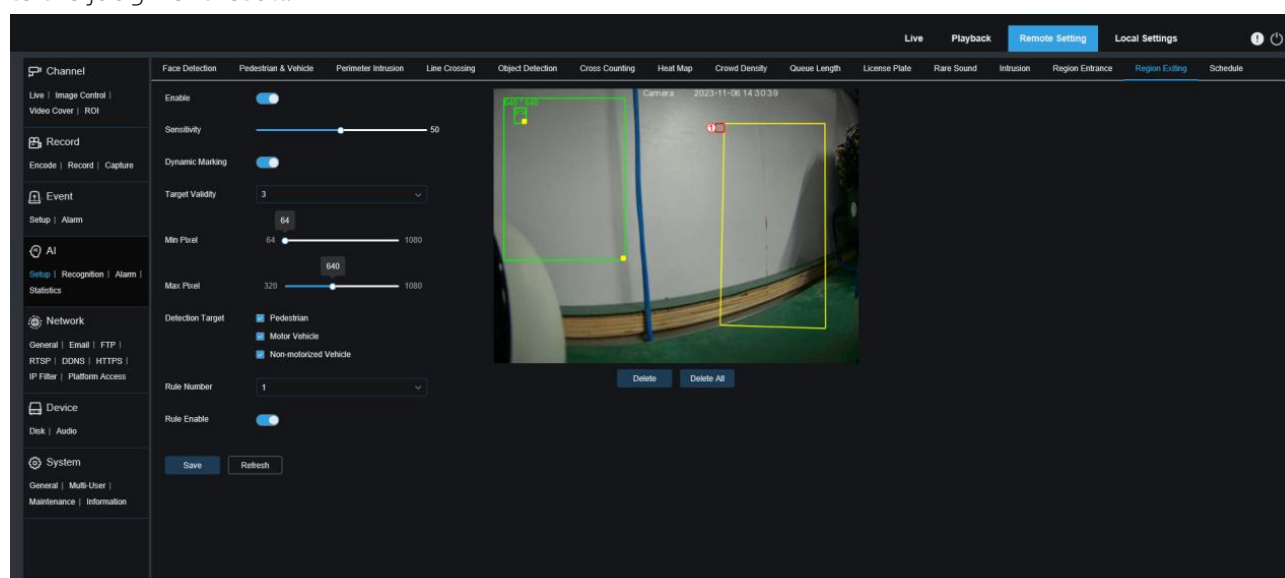 Live Playback Remote Setting Local Settings
Channel
Live | Image Control |
Video Cover | ROI
Record
Encode | Record | Capture
Event
Setup | Alarm
AI
Setup | Recognition | Alarm |
Statistics
Network
General | Email | FTP |
RTSP | DDNS | HTTPS |
IP Filter | Platform Access
Device
Disk | Audio
System
General | Multi-User |
Maintenance | Information
Face Detection Pedestrian & Vehicle Perimeter Intrusion Line Crossing Object Detection Cross Counting Heat Map Crowd Density Queue Length License Plate Rare Sound Intrusion Region Entrance Region Exiting Schedule
Enable
Sensitivity 50
Dynamic Marking
Target Validity 3
64
Min Pixel 64 1080
640
Max Pixel 320 1080
Detection Target Pedestrian
Motor Vehicle
Non-motorized Vehicle
Rule Number 1
Rule Enable
Save Refresh
640*640
Camera 2023-11-06 14:30:39
1
Delete Delete All